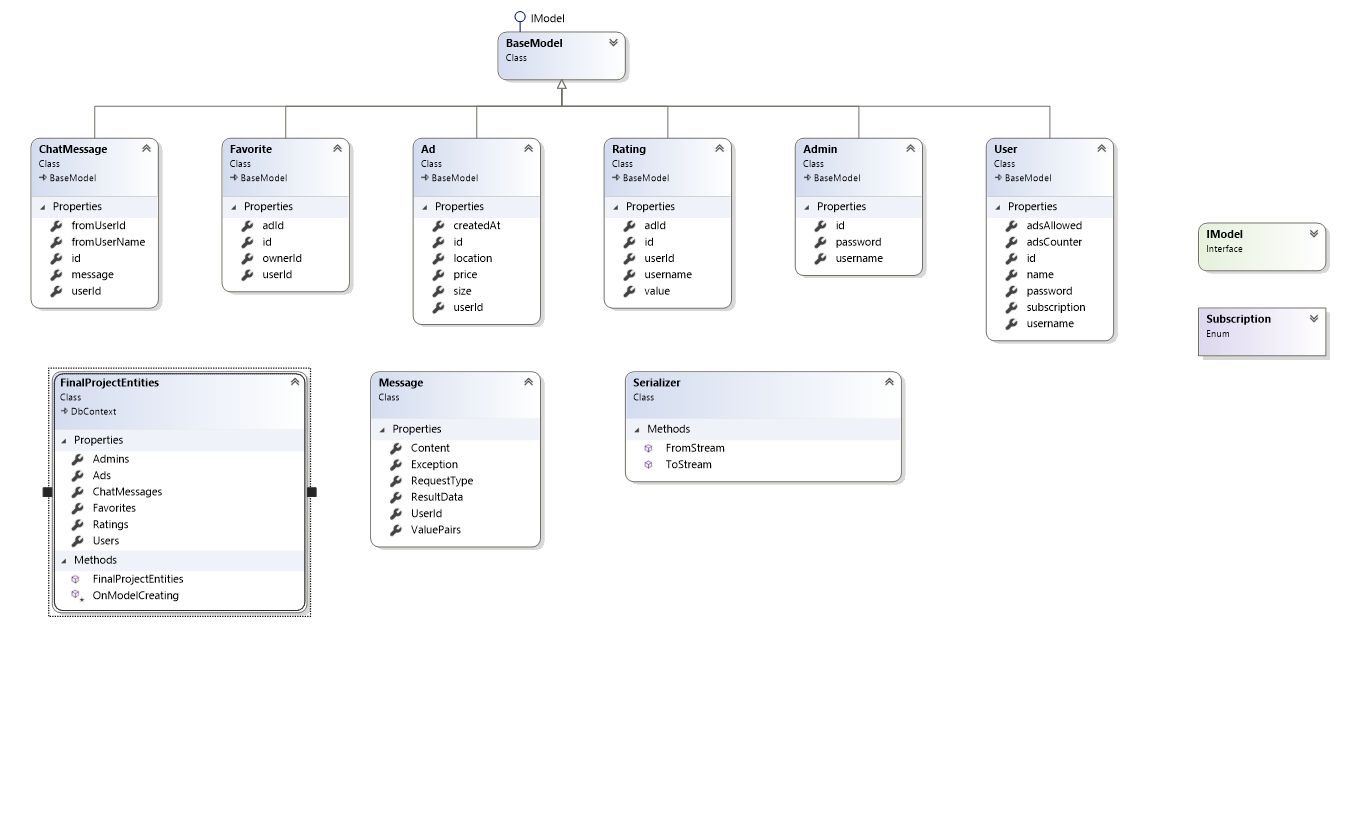 IModel
BaseModel
Class
ChatMessage
Class
BaseModel
Properties
fromUserId
fromUserName
id
message
userId
Favorite
Class
BaseModel
Properties
adId
id
ownerId
userId
Ad
Class
BaseModel
Properties
createdAt
id
location
price
size
userId
Rating
Class
BaseModel
Properties
adId
id
userId
username
value
Admin
Class
BaseModel
Properties
id
password
username
User
Class
BaseModel
Properties
adsAllowed
adsCounter
id
name
password
subscription
username
IModel
Interface
Subscription
Enum
FinalProjectEntities
Class
DbContext
Properties
Admins
Ads
ChatMessages
Favorites
Ratings
Users
Methods
FinalProjectEntities
OnModelCreating
Message
Class
Properties
Content
Exception
RequestType
ResultData
UserId
ValuePairs
Serializer
Class
Methods
FromStream
ToStream